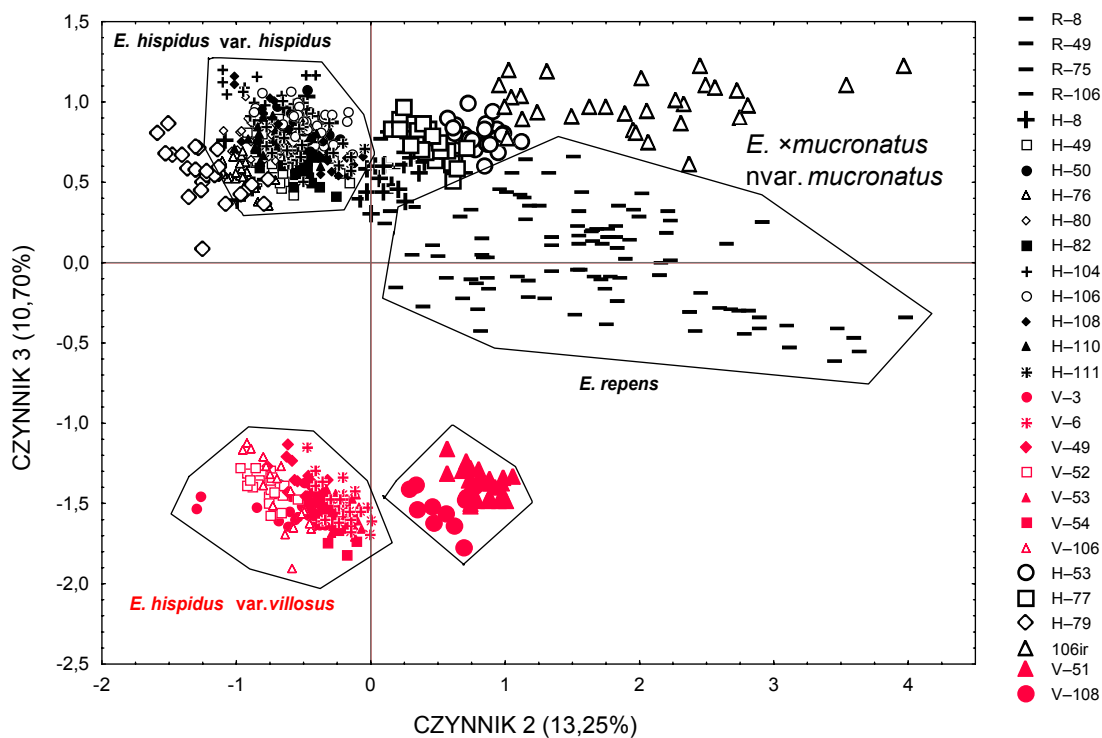 E. hispidus var. hispidus
E. ×mucronatus
nvar. mucronatus
E. repens
E. hispidus var. villosus
CZYNNIK 3 (10,70%)
1,5
1,0
0,5
0,0
-0,5
-1,0
-1,5
-2,0
-2,5
-2
-1
0
1
2
3
4
CZYNNIK 2 (13,25%)
R–8
R–49
R–75
R–106
H–8
H–49
H–50
H–76
H–80
H–82
H–104
H–106
H–108
H–110
H–111
V–3
V–6
V–49
V–52
V–53
V–54
V–106
H–53
H–77
H–79
106ir
V–51
V–108